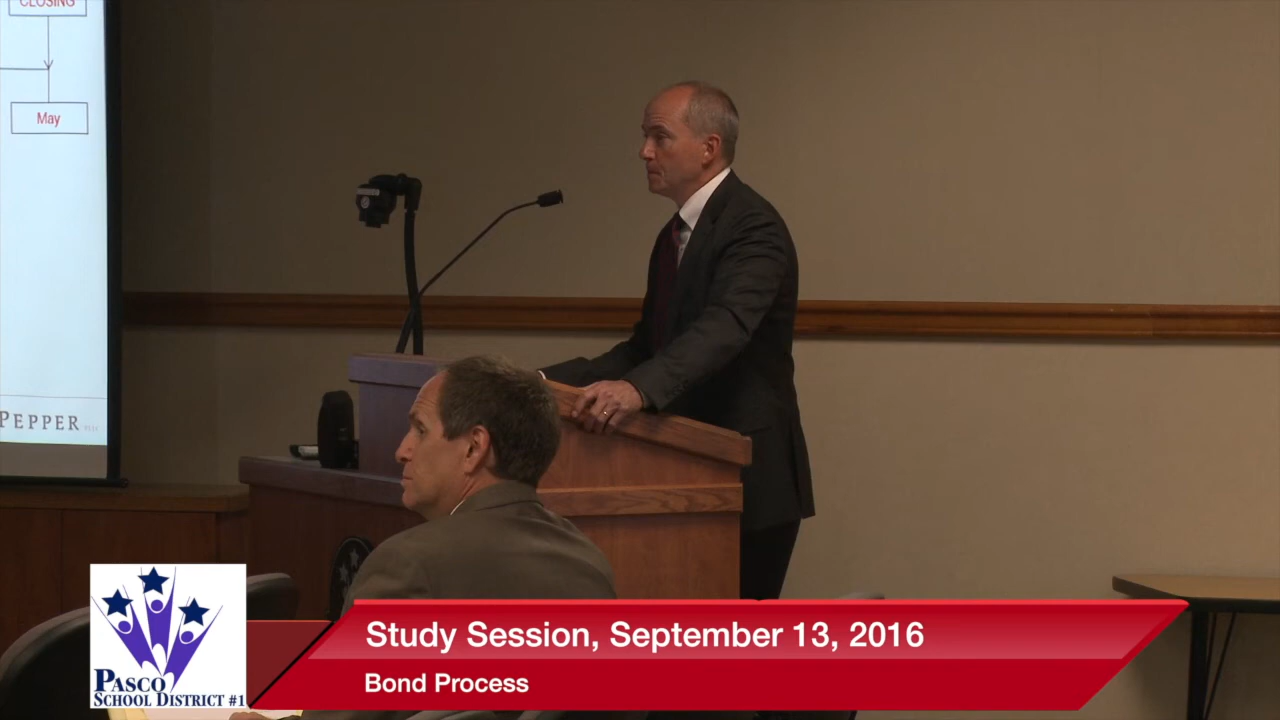 CLOSING
May
PEPPER
Study Session, September 13, 2016
Bond Process
PASCO
SCHOOL DISTRICT #1